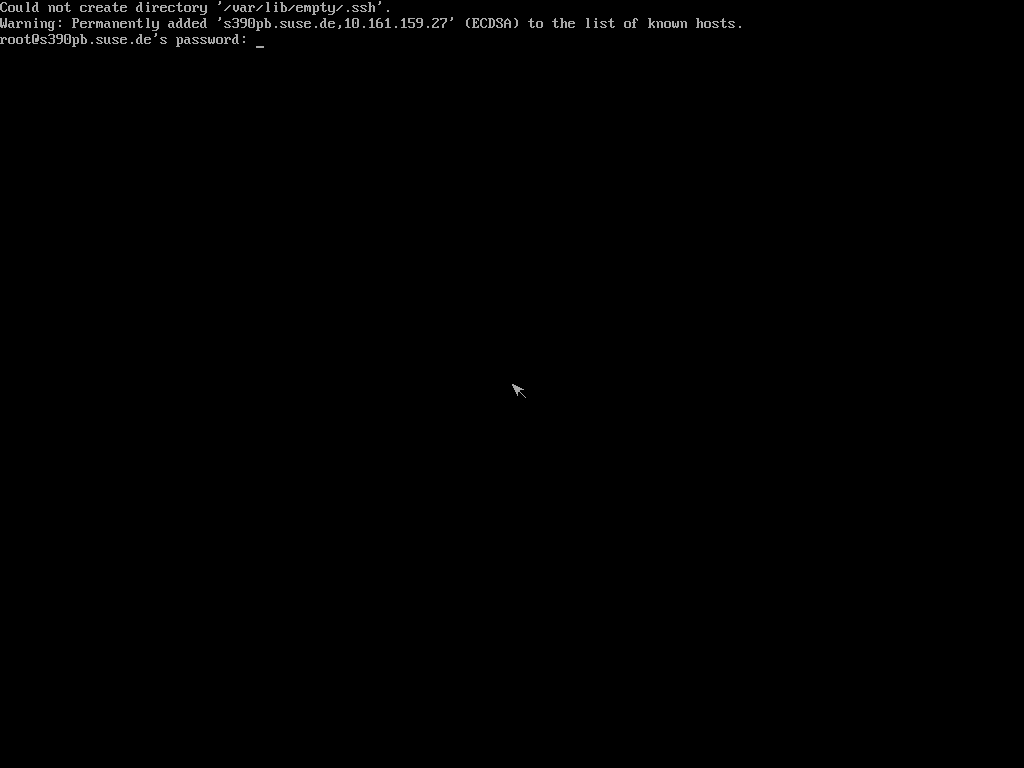 Could not create directory '/var/lib/empty/.ssh'.
Warning: Permanently added 's390pb.suse.de,10.161.159.27' (ECDSA) to the list of known hosts.
root@s390pb.suse.de's password: _